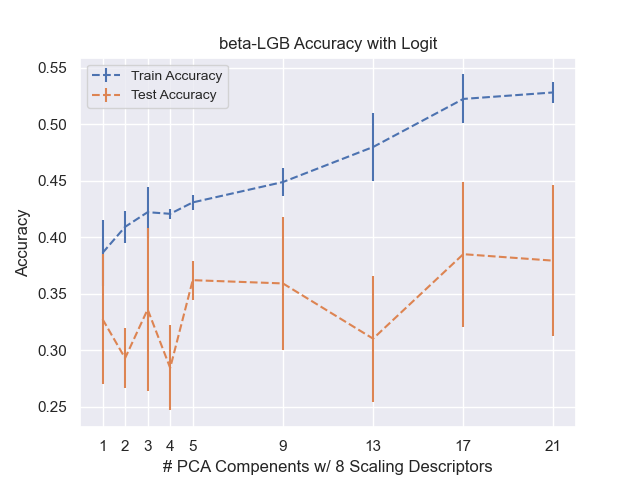 beta-LGB Accuracy with Logit
Train Accuracy
Test Accuracy
0.55
0.50
0.45
0.40
0.35
0.30
0.25
Accuracy
1 2 3 4 5 9 13 17 21
# PCA Compenents w/ 8 Scaling Descriptors